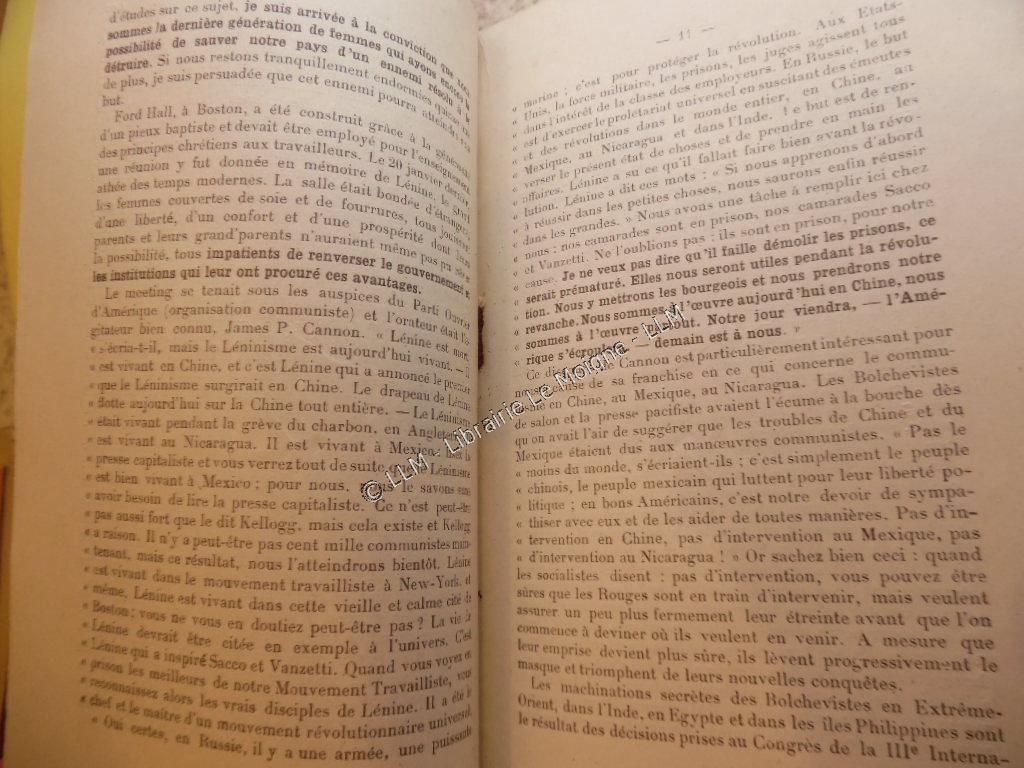 d'études sur ce sujet, je suis arrivée à la conviction que nous
sommes la dernière génération de femmes qui ayons encore la
possibilité de sauver notre pays d'un ennemi résolu à le
détruire. Si nous restons tranquillement endormies
de plus, je suis persuadée que cet ennemi pourra atteindre son
but.
Ford Hall, à Boston, a été construit grâce à la générosité
d'un pieux baptiste et devait être employé pour l'enseignement
des principes chrétiens aux travailleurs. Le 20 janvier dernier,
une réunion y fut donnée en mémoire de Lénine, le grand
athée des temps modernes. La salle était bondée d'étrangers,
les femmes couvertes de soie et de fourrures, tous jouissant
d'une liberté, d'un confort et d'une prospérité dont leurs
parents et leurs grand'parents n'auraient même pas pu rêver
la possibilité, tous impatients de renverser le gouvernement et
les institutions qui leur ont procuré ces avantages.
Le meeting se tenait sous les auspices du Parti Ouvrier
d'Amérique (organisation communiste) et l'orateur était l'a-
gitateur bien connu, James P. Cannon. « Lénine est mort,
« s'écria-t-il, mais le Léninisme est aujourd'hui vivant. — Il
« est vivant en Chine, et c'est Lénine qui a annoncé le premier
« que le Léninisme surgirait en Chine. Le drapeau de Lénine
« flotte aujourd'hui sur la Chine tout entière. — Le Léninisme
« était vivant pendant la grève du charbon, en Angleterre. Il
« est vivant au Nicaragua. Il est vivant à Mexico. la
« presse capitaliste et vous verrez tout de suite que le Léninisme
« est bien vivant à Mexico ; pour nous, nous le savons sans
« avoir besoin de lire la presse capitaliste. Ce n'est peut-être
« pas aussi fort que le dit Kellogg, mais cela existe et Kellogg
« a raison. Il n'y a peut-être pas cent mille communistes main-
« tenant, mais ce résultat, nous l'atteindrons bientôt. Lénine
« est vivant dans le mouvement travailliste à New-York, et
« même, Lénine est vivant dans cette vieille et calme cité de
« Boston ; vous ne vous en doutiez peut-être pas ? La vie de
« Lénine devrait être citée en exemple à l'univers. C'est
« Lénine qui a inspiré Sacco et Vanzetti. Quand vous voyez en
« prison les meilleurs de notre Mouvement Travailliste, vous
« reconnaissez alors les vrais disciples de Lénine. Il a été le
« chef et le maître d'un mouvement révolutionnaire universel.
« Oui certes, en Russie, il y a une armée, une puissante
— 11 —
« marine ; c'est pour protéger la révolution. Aux Etats-
« Unis, la force militaire, les prisons, les juges agissent tous
« dans l'intérêt de la classe des employeurs. En Russie, le but
« est d'exercer le prolétariat universel en suscitant des émeutes
« et des révolutions dans le monde entier, en Chine, au
« Mexique, au Nicaragua et dans l'Inde. Le but est de ren-
« verser le présent état de choses et de prendre en main les
« affaires. Lénine a su ce qu'il fallait faire bien avant la révo-
« lution. Lénine a dit ces mots : « Si nous apprenons d'abord
« à réussir dans les petites choses, nous saurons enfin réussir
« dans les grandes. » Nous avons une tâche à remplir ici chez
« nous ; nos camarades sont en prison, nos camarades Sacco
« et Vanzetti. Ne l'oublions pas : ils sont en prison, pour notre
« cause. Je ne veux pas dire qu'il faille démolir les prisons, ce
« serait prématuré. Elles nous seront utiles pendant la révolu-
« tion. Nous y mettrons les bourgeois et nous prendrons notre
« revanche. Nous sommes à l'œuvre aujourd'hui en Chine, nous
« sommes à l'œuvre partout. Notre jour viendra, — l'Amé-
« rique s'écroulera — demain est à nous. »
Ce discours de Cannon est particulièrement intéressant pour
nous à cause de sa franchise en ce qui concerne le commu-
nisme en Chine, au Mexique, au Nicaragua. Les Bolchevistes
de salon et la presse pacifiste avaient l'écume à la bouche dès
qu'on avait l'air de suggérer que les troubles de Chine et du
Mexique étaient dus aux manœuvres communistes. « Pas le
« moins du monde, s'écriaient-ils ; c'est simplement le peuple
« chinois, le peuple mexicain qui luttent pour leur liberté po-
« litique ; en bons Américains, c'est notre devoir de sympa-
« thiser avec eux et de les aider de toutes manières. Pas d'in-
« tervention en Chine, pas d'intervention au Mexique, pas
« d'intervention au Nicaragua ! » Or sachez bien ceci : quand
les socialistes disent : pas d'intervention, vous pouvez être
sûres que les Rouges sont en train d'intervenir, mais veulent
assurer un peu plus fermement leur étreinte avant que l'on
commence à deviner où ils veulent en venir. A mesure que
leur emprise devient plus sûre, ils lèvent progressivement le
masque et triomphent de leurs nouvelles conquêtes.
Les machinations secrètes des Bolchevistes en Extrême-
Orient, dans l'Inde, en Egypte et dans les îles Philippines sont
le résultat des décisions prises au Congrès de la IIIe Interna-
© LLM - Librairie Le Moigne - LLM